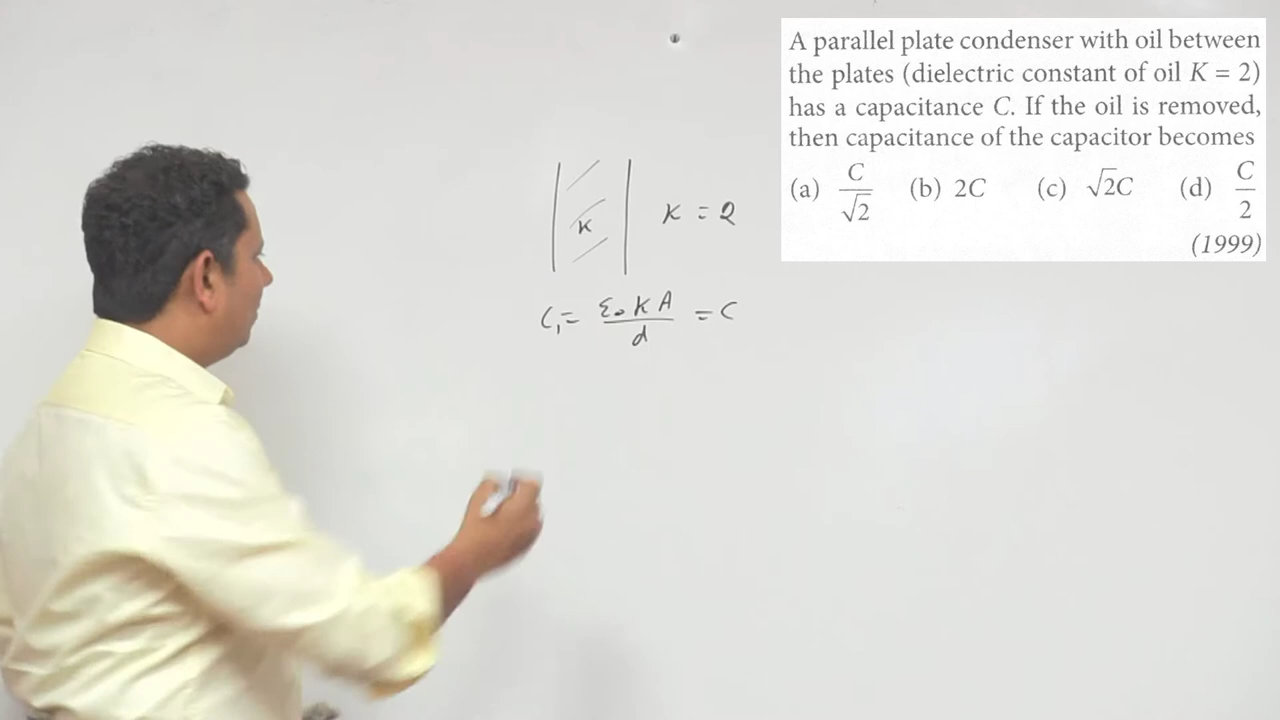 A parallel plate condenser with oil between
the plates (dielectric constant of oil K = 2)
has a capacitance C. If the oil is removed,
then capacitance of the capacitor becomes
(a) C/√2 (b) 2C (c) √2C (d) C/2
(1999)
K K = 2
C₁ = ε₀KA/d = C